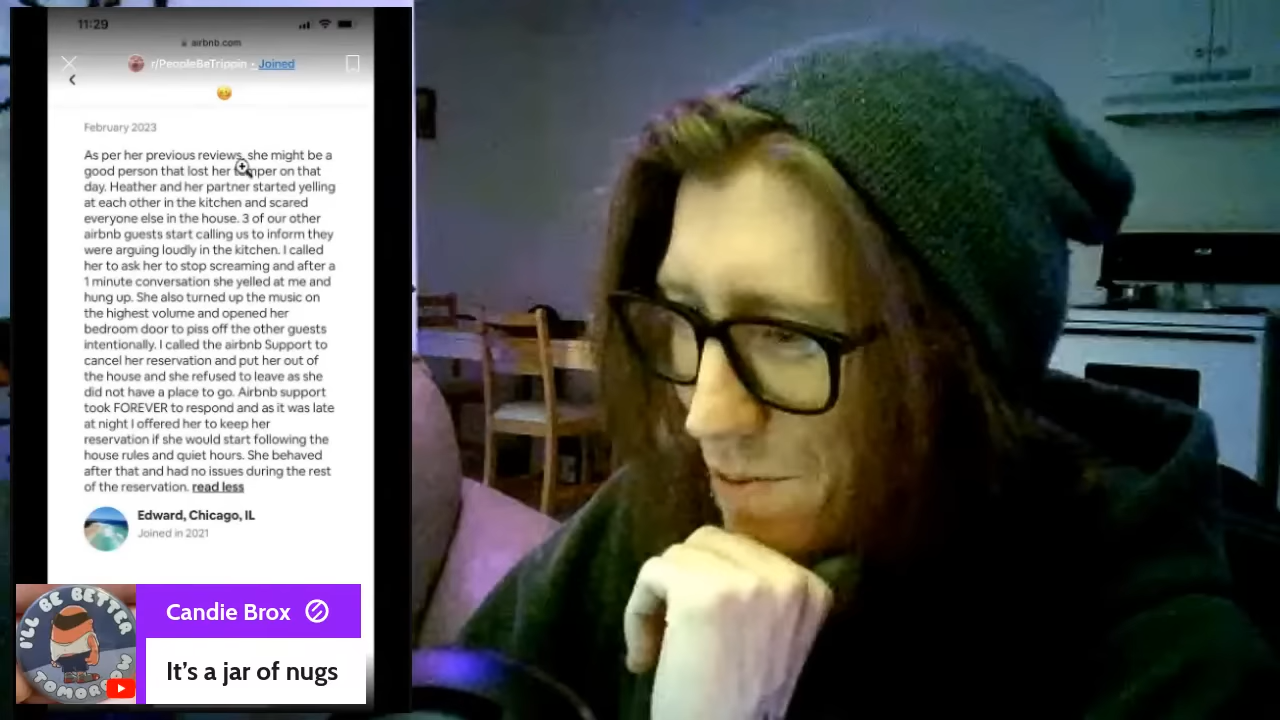 11:29
airbnb.com
r/PeopleBeTrippin • Joined
February 2023
As per her previous reviews, she might be a
good person that lost her temper on that
day. Heather and her partner started yelling
at each other in the kitchen and scared
everyone else in the house. 3 of our other
airbnb guests start calling us to inform they
were arguing loudly in the kitchen. I called
her to ask her to stop screaming and after a
1 minute conversation she yelled at me and
hung up. She also turned up the music on
the highest volume and opened her
bedroom door to piss off the other guests
intentionally. I called the airbnb Support to
cancel her reservation and put her out of
the house and she refused to leave as she
did not have a place to go. Airbnb support
took FOREVER to respond and as it was late
at night I offered her to keep her
reservation if she would start following the
house rules and quiet hours. She behaved
after that and had no issues during the rest
of the reservation. read less
Edward, Chicago, IL
Joined in 2021
I'LL BE BETTER
TOMORROW
Candie Brox
It's a jar of nugs